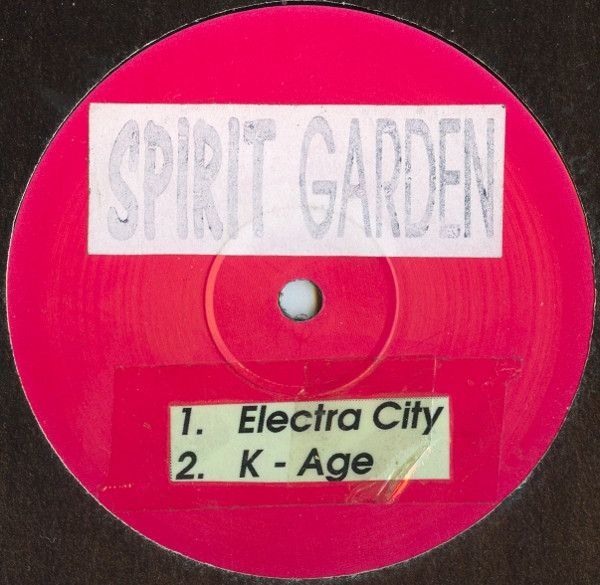 SPIRIT GARDEN
1. Electra City
2. K - Age